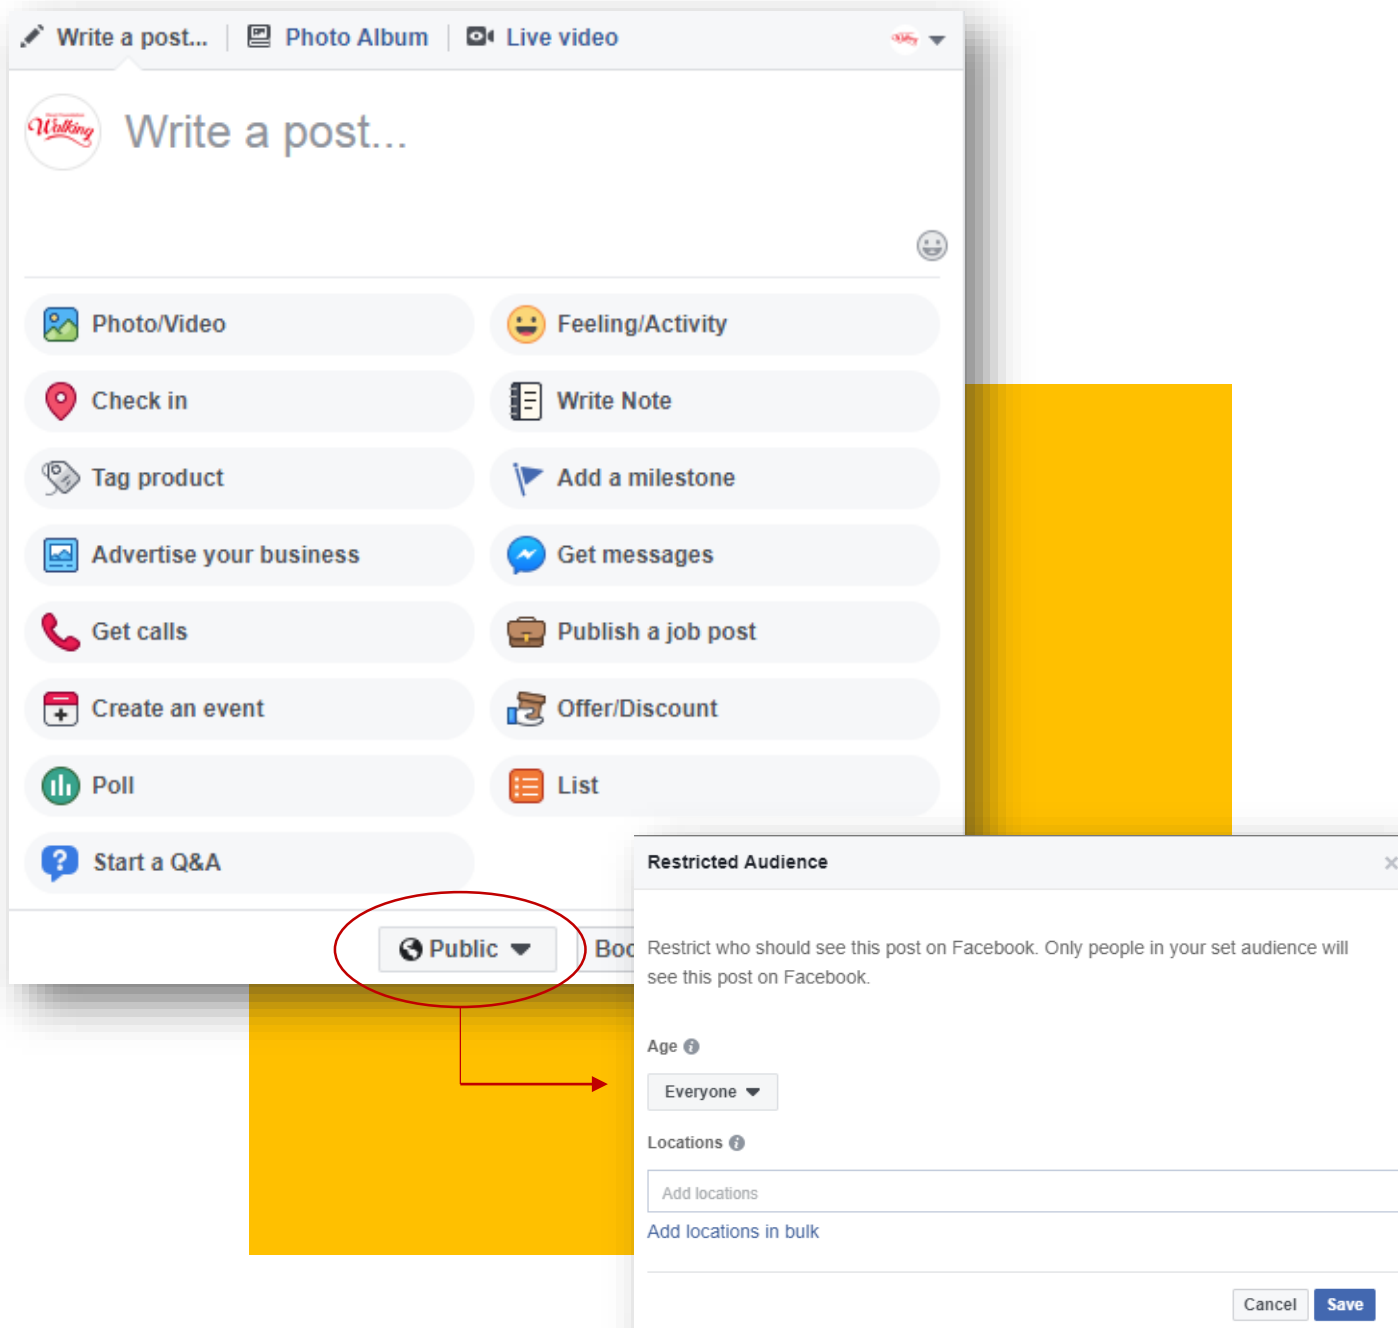 Write a post... Photo Album Live video
Walking
Write a post...
Photo/Video Feeling/Activity
Check in Write Note
Tag product Add a milestone
Advertise your business Get messages
Get calls Publish a job post
Create an event Offer/Discount
Poll List
Start a Q&A
Public Boo
Restricted Audience
Restrict who should see this post on Facebook. Only people in your set audience will
see this post on Facebook.
Age
Everyone
Locations
Add locations
Add locations in bulk
Cancel Save